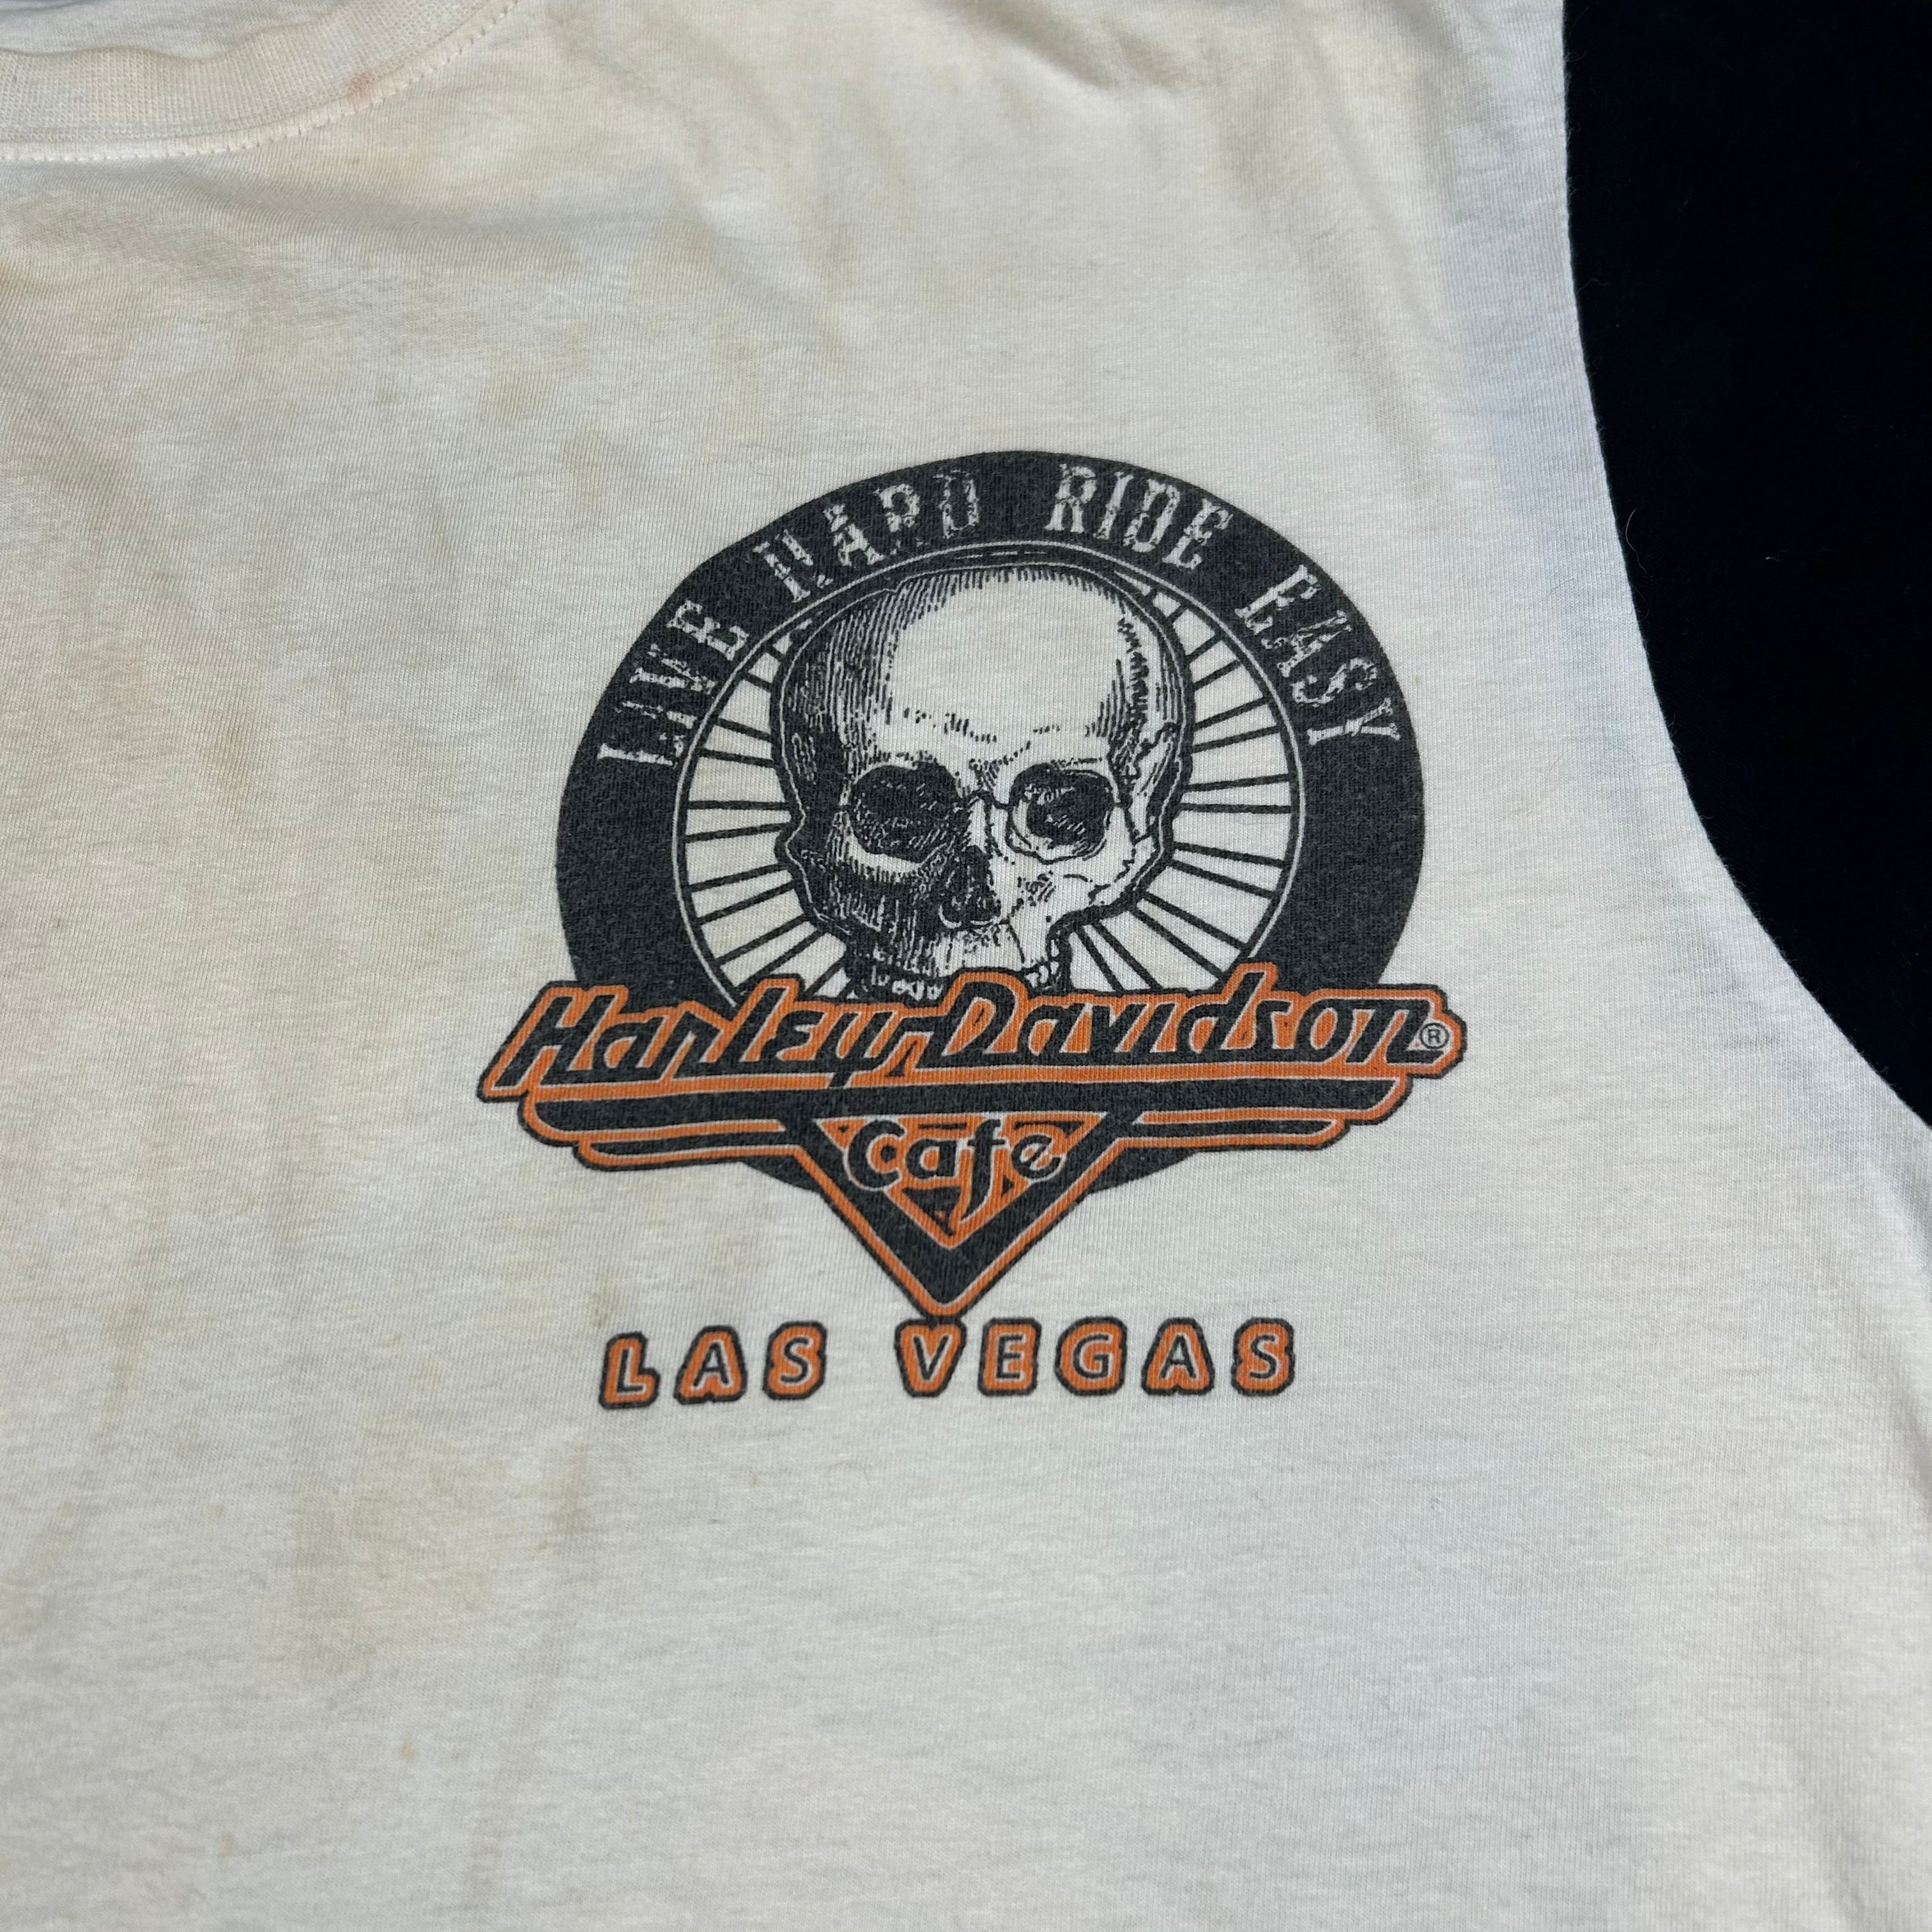 LIVE HARD RIDE EASY
Harley-Davidson®
Cafe
LAS VEGAS